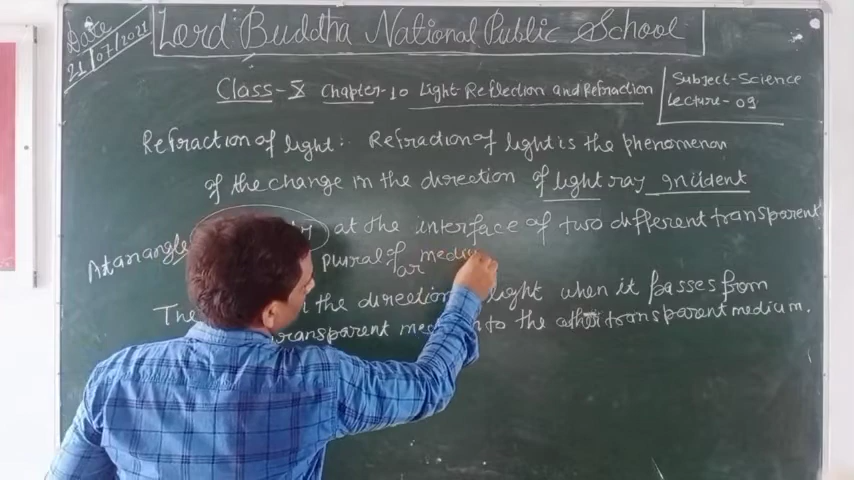 Date
21/07/2021
Lord Buddha National Public School
Class-X Chapter-10 Light-Reflection and Refraction
Subject-Science
Lecture-09
Refraction of light:- Refraction of light is the phenomenon
of the change in the direction of light ray incident
At an angle at the interface of two different transparent
plural of medi
or
The the direction light when it passes from
transparent to the other transparent medium.